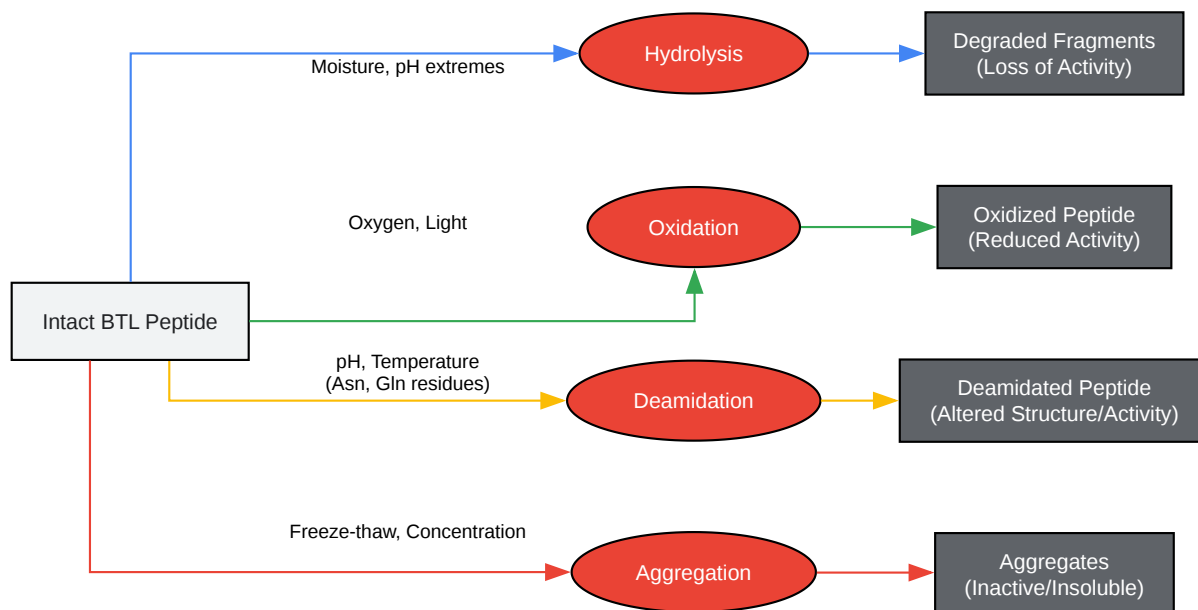 Moisture, pH extremes
Hydrolysis
Degraded Fragments
(Loss of Activity)
Oxygen, Light
Oxidation
Oxidized Peptide
(Reduced Activity)
Intact BTL Peptide
pH, Temperature
(Asn, Gln residues)
Deamidation
Deamidated Peptide
(Altered Structure/Activity)
Freeze-thaw, Concentration
Aggregation
Aggregates
(Inactive/Insoluble)